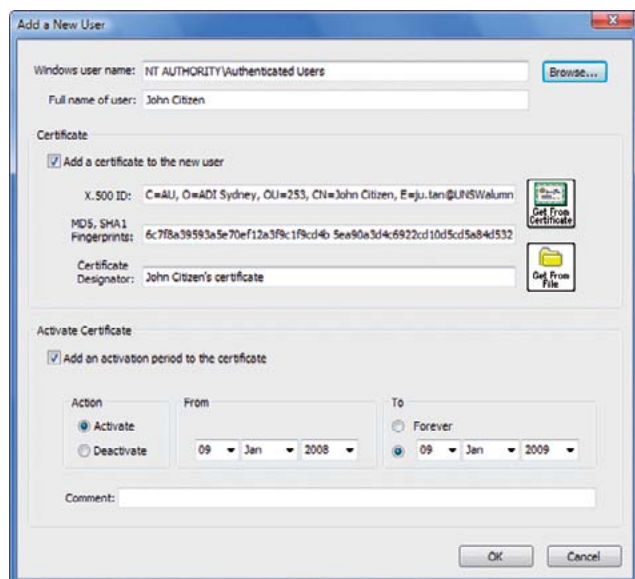 Add a New User
Windows user name: NT AUTHORITY\Authenticated Users Browse...
Full name of user: John Citizen
Certificate
Add a certificate to the new user
X.500 ID: C=AU, O=ADI Sydney, OU=253, CN=John Citizen, E=ju.tan@UNSWalumn
Get From Certificate
MD5, SHA1 Fingerprints: 6c7f8a39593a5e70ef12a3f9c1f9cd4b 5ea90a3d4c6922cd10d5cd5a84d532
Certificate Designator: John Citizen's certificate
Get From File
Activate Certificate
Add an activation period to the certificate
Action From To
Activate Forever
Deactivate 09 Jan 2008 09 Jan 2009
Comment:
OK Cancel